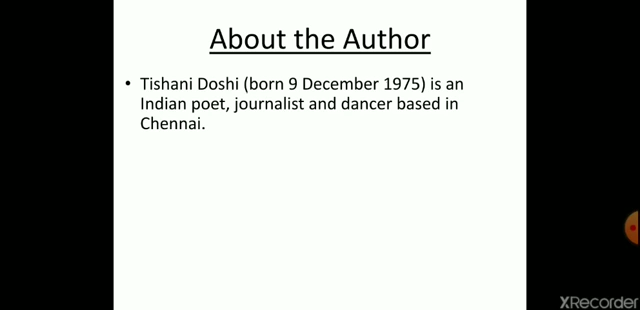 About the Author
• Tishani Doshi (born 9 December 1975) is an
Indian poet, journalist and dancer based in
Chennai.
XRecorder